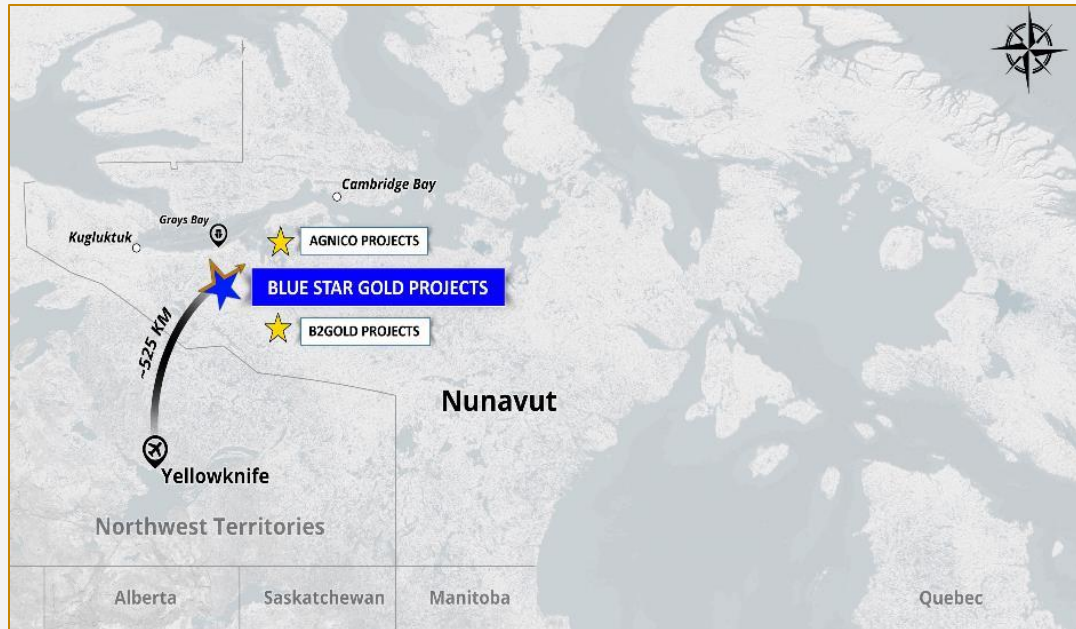 Cambridge Bay
Grays Bay
Kugluktuk
AGNICO PROJECTS
BLUE STAR GOLD PROJECTS
B2GOLD PROJECTS
~525 KM
Nunavut
Yellowknife
Northwest Territories
Alberta
Saskatchewan
Manitoba
Quebec